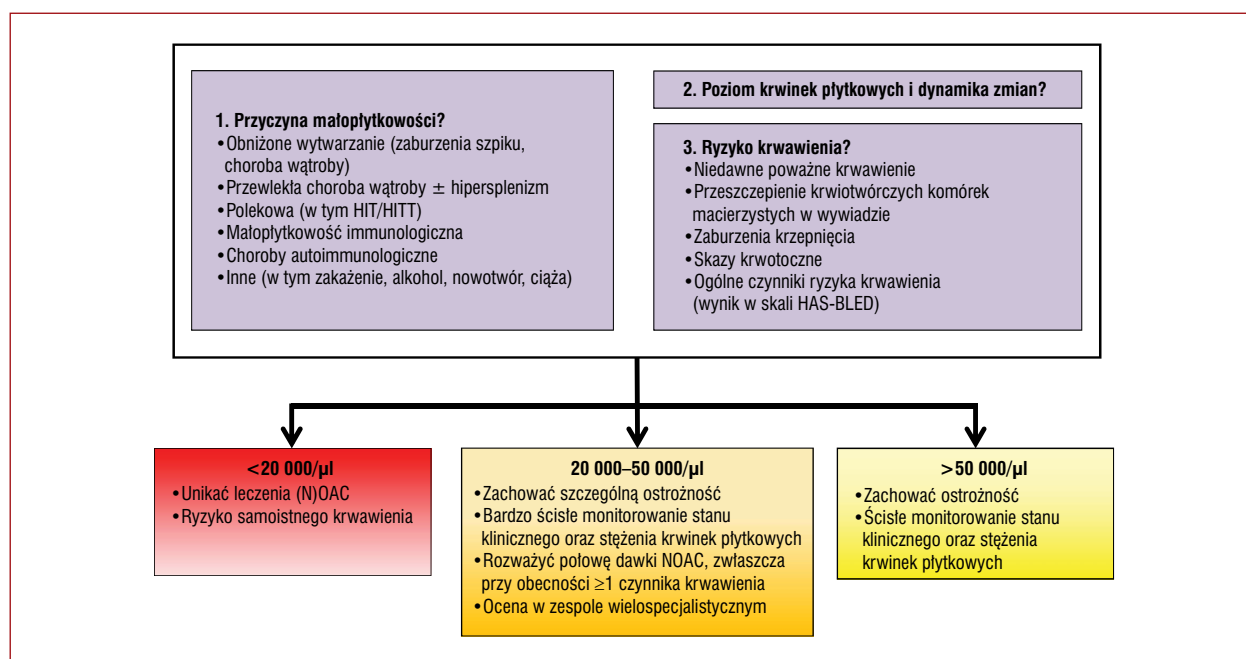 1. Przyczyna małopłytkowości?
•Obniżone wytwarzanie (zaburzenia szpiku,
choroba wątroby)
•Przewlekła choroba wątroby ± hipersplenizm
•Polekowa (w tym HIT/HITT)
•Małopłytkowość immunologiczna
•Choroby autoimmunologiczne
•Inne (w tym zakażenie, alkohol, nowotwór, ciąża)
2. Poziom krwinek płytkowych i dynamika zmian?
3. Ryzyko krwawienia?
•Niedawne poważne krwawienie
•Przeszczepienie krwiotwórczych komórek
macierzystych w wywiadzie
•Zaburzenia krzepnięcia
•Skazy krwotoczne
•Ogólne czynniki ryzyka krwawienia
(wynik w skali HAS-BLED)
<20 000/µl
•Unikać leczenia (N)OAC
•Ryzyko samoistnego krwawienia
20 000–50 000/µl
•Zachować szczególną ostrożność
•Bardzo ścisłe monitorowanie stanu
klinicznego oraz stężenia krwinek płytkowych
•Rozważyć połowę dawki NOAC, zwłaszcza
przy obecności ≥1 czynnika krwawienia
•Ocena w zespole wielospecjalistycznym
>50 000/µl
•Zachować ostrożność
•Ścisłe monitorowanie stanu
klinicznego oraz stężenia
krwinek płytkowych